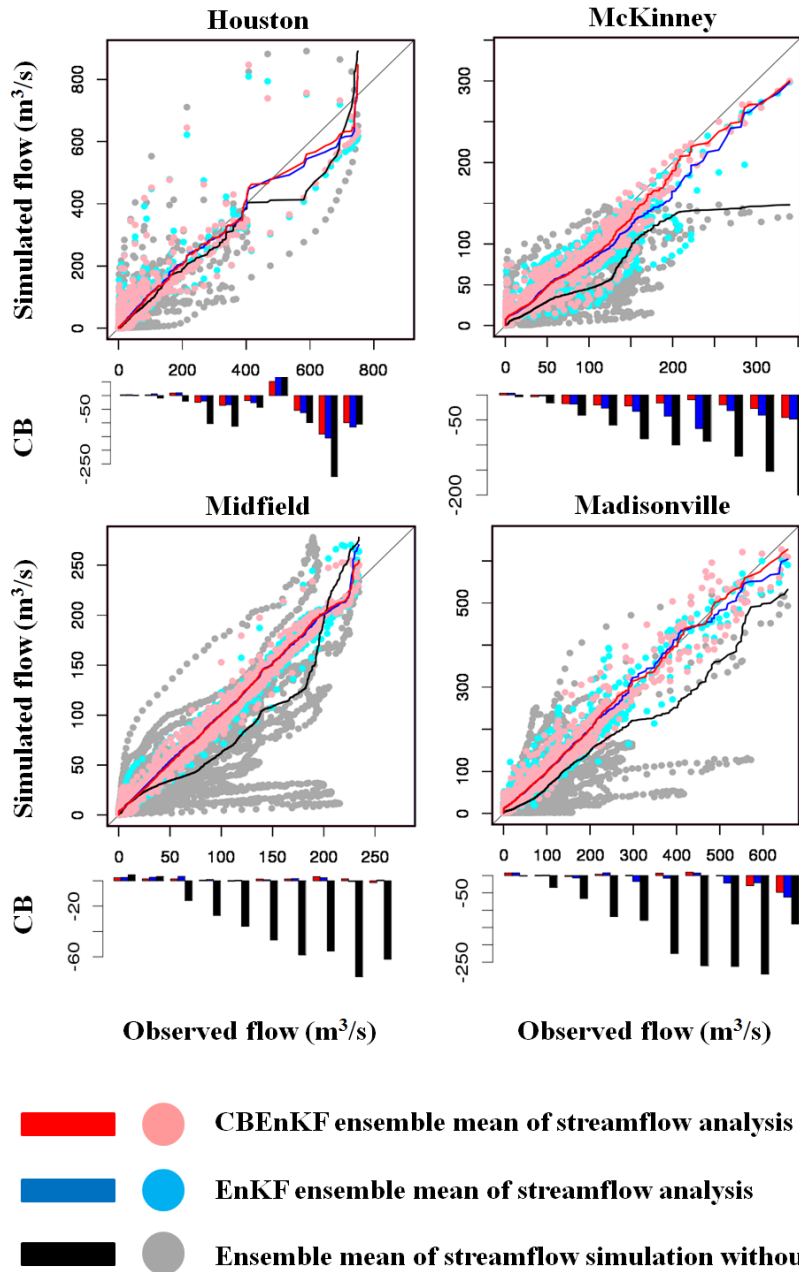 Houston
McKinney
Simulated flow (m³/s)
800
600
400
200
0
300
250
200
150
100
50
0
0 200 400 600 800
0 50 100 200 300
CB
-50
-250
-50
-200
Midfield
Madisonville
Simulated flow (m³/s)
250
200
150
100
50
0
500
300
100
0
0 50 100 150 200 250
0 100 200 300 400 500 600
CB
-20
-60
-50
-250
Observed flow (m³/s)
Observed flow (m³/s)
CBEnKF ensemble mean of streamflow analysis
EnKF ensemble mean of streamflow analysis
Ensemble mean of streamflow simulation withou